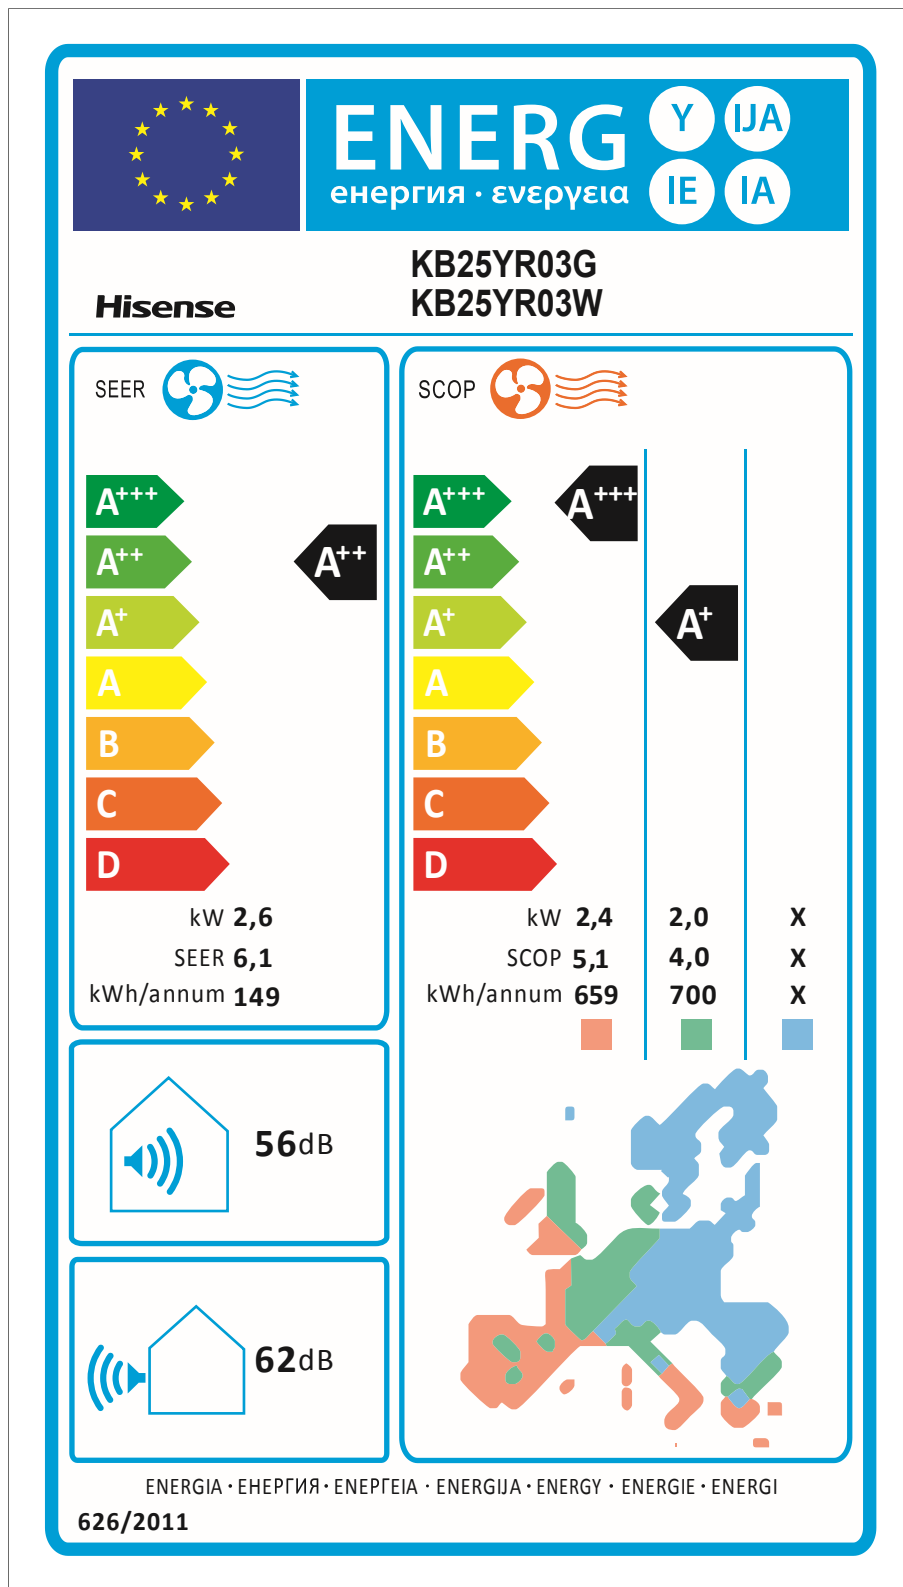 ENERG
енергия · ενεργεια
Y IJA
IE IA
KB25YR03G
KB25YR03W
Hisense
SEER
A+++
A++
A+
A
B
C
D
A++
kW 2,6
SEER 6,1
kWh/annum 149
SCOP
A+++
A++
A+
A
B
C
D
A+++
A+
kW 2,4 2,0 X
SCOP 5,1 4,0 X
kWh/annum 659 700 X
56dB
62dB
ENERGIA · ЕНЕРГИЯ · ΕΝΕΡΓΕΙΑ · ENERGIJA · ENERGY · ENERGIE · ENERGI
626/2011